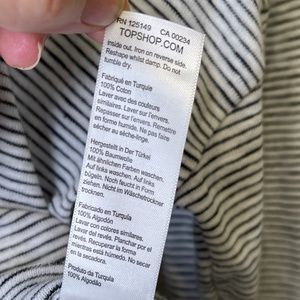 RN 125149 CA 00234
TOPSHOP.COM
Inside out. Iron on reverse side.
Reshape whilst damp. Do not
tumble dry.
Fabriqué en Turquie
100% Coton
Laver avec des couleurs
similaires. Laver sur l'envers.
Repasser sur l'envers. Remettre
en forme humide. Ne pas faire
sécher au sèche-linge.
Hergestellt in Der Türkei
100% Baumwolle
Mit ähnlichen Farben waschen.
Auf links waschen. Auf links
bügeln. Noch feucht in Form
ziehen. Nicht im Wäschetrockner
trocknen.
Fabricado en Turquía
100% Algodón
Lavar con colores similares.
Lavar del revés. Planchar por el
revés. Recuperar la forma
mientras está húmedo. No secar
en la secadora.
Produto da Turquia
100% Algodão